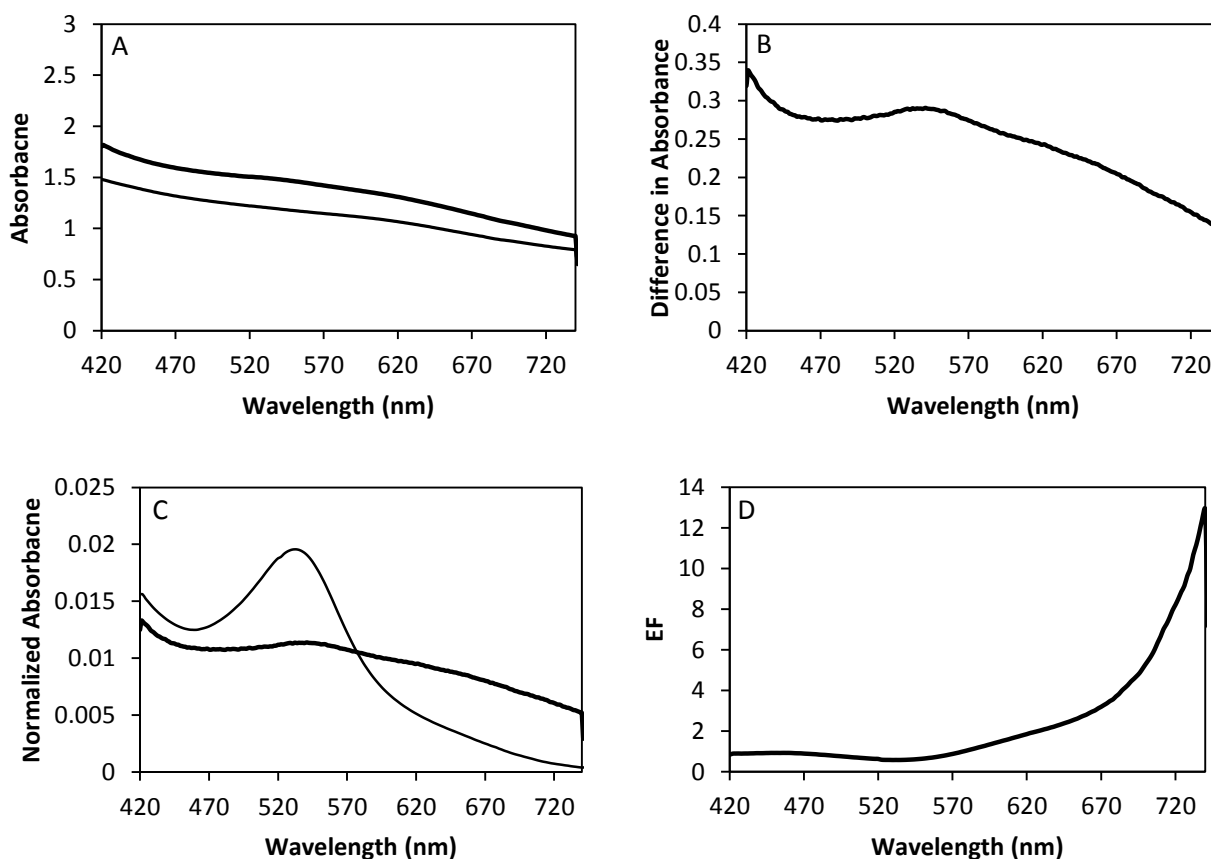 A
3
2.5
2
1.5
1
0.5
0
Absorbacne
420 470 520 570 620 670 720
Wavelength (nm)
B
0.4
0.35
0.3
0.25
0.2
0.15
0.1
0.05
0
Difference in Absorbance
420 470 520 570 620 670 720
Wavelength (nm)
C
0.025
0.02
0.015
0.01
0.005
0
Normalized Absorbacne
420 470 520 570 620 670 720
Wavelength (nm)
D
14
12
10
8
6
4
2
0
EF
420 470 520 570 620 670 720
Wavelength (nm)